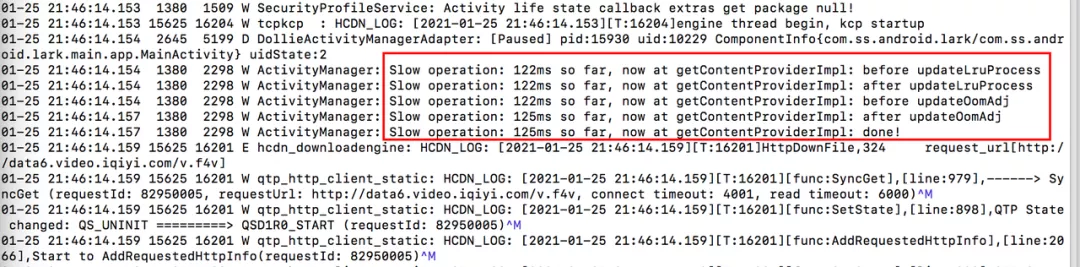 01-25 21:46:14.153  1380  1509 W SecurityProfileService: Activity life state callback extras get package null!
01-25 21:46:14.153 15625 16204 W tcpkcp  : HCDN_LOG: [2021-01-25 21:46:14.153][T:16204]engine thread begin, kcp startup
01-25 21:46:14.154  2645  5199 D DollieActivityManagerAdapter: [Paused] pid:15930 uid:10229 ComponentInfo{com.ss.android.lark/com.ss.andr
oid.lark.main.app.MainActivity} uidState:2
01-25 21:46:14.154  1380  2298 W ActivityManager: Slow operation: 122ms so far, now at getContentProviderImpl: before updateLruProcess
01-25 21:46:14.154  1380  2298 W ActivityManager: Slow operation: 122ms so far, now at getContentProviderImpl: after updateLruProcess
01-25 21:46:14.154  1380  2298 W ActivityManager: Slow operation: 122ms so far, now at getContentProviderImpl: before updateOomAdj
01-25 21:46:14.157  1380  2298 W ActivityManager: Slow operation: 125ms so far, now at getContentProviderImpl: after updateOomAdj
01-25 21:46:14.157  1380  2298 W ActivityManager: Slow operation: 125ms so far, now at getContentProviderImpl: done!
01-25 21:46:14.159 15625 16201 E hcdn_downloadengine: HCDN_LOG: [2021-01-25 21:46:14.159][T:16201]HttpDownFile,324     request_url[http:/
/data6.video.iqiyi.com/v.f4v]
01-25 21:46:14.159 15625 16201 W qtp_http_client_static: HCDN_LOG: [2021-01-25 21:46:14.159][T:16201][func:SyncGet],[line:979],------> Sy
ncGet (requestId: 82950005, requestUrl: http://data6.video.iqiyi.com/v.f4v, connect timeout: 4001, read timeout: 6000)^M
01-25 21:46:14.159 15625 16201 W qtp_http_client_static: HCDN_LOG: [2021-01-25 21:46:14.159][T:16201][func:SetState],[line:898],QTP State
changed: QS_UNINIT =========> QSD1R0_START (requestId: 82950005)^M
01-25 21:46:14.159 15625 16201 W qtp_http_client_static: HCDN_LOG: [2021-01-25 21:46:14.159][T:16201][func:AddRequestedHttpInfo],[line:20
66],Start to AddRequestedHttpInfo(requestId: 82950005)^M